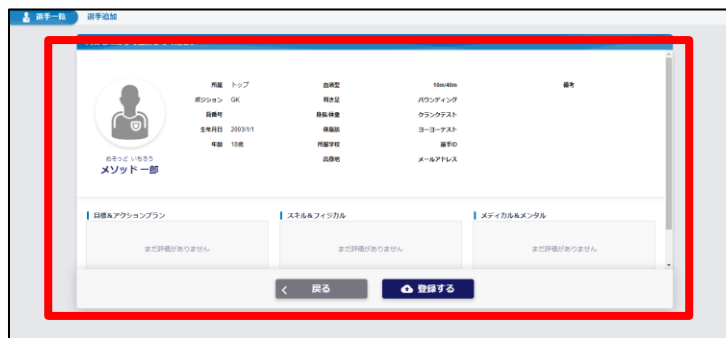 選手一覧 選手追加
所属 トップ 血液型 10m/40m 備考
ポジション GK 利き足 バウンディング
背番号 身長/体重 クランクテスト
生年月日 2003/1/1 体脂肪 ヨーヨーテスト
年齢 18歳 所属学校 選手ID
出身地 メールアドレス
めそっど いちろう
メソッド 一郎
目標&アクションプラン スキル&フィジカル メディカル&メンタル
まだ評価がありません まだ評価がありません まだ評価がありません
戻る 登録する